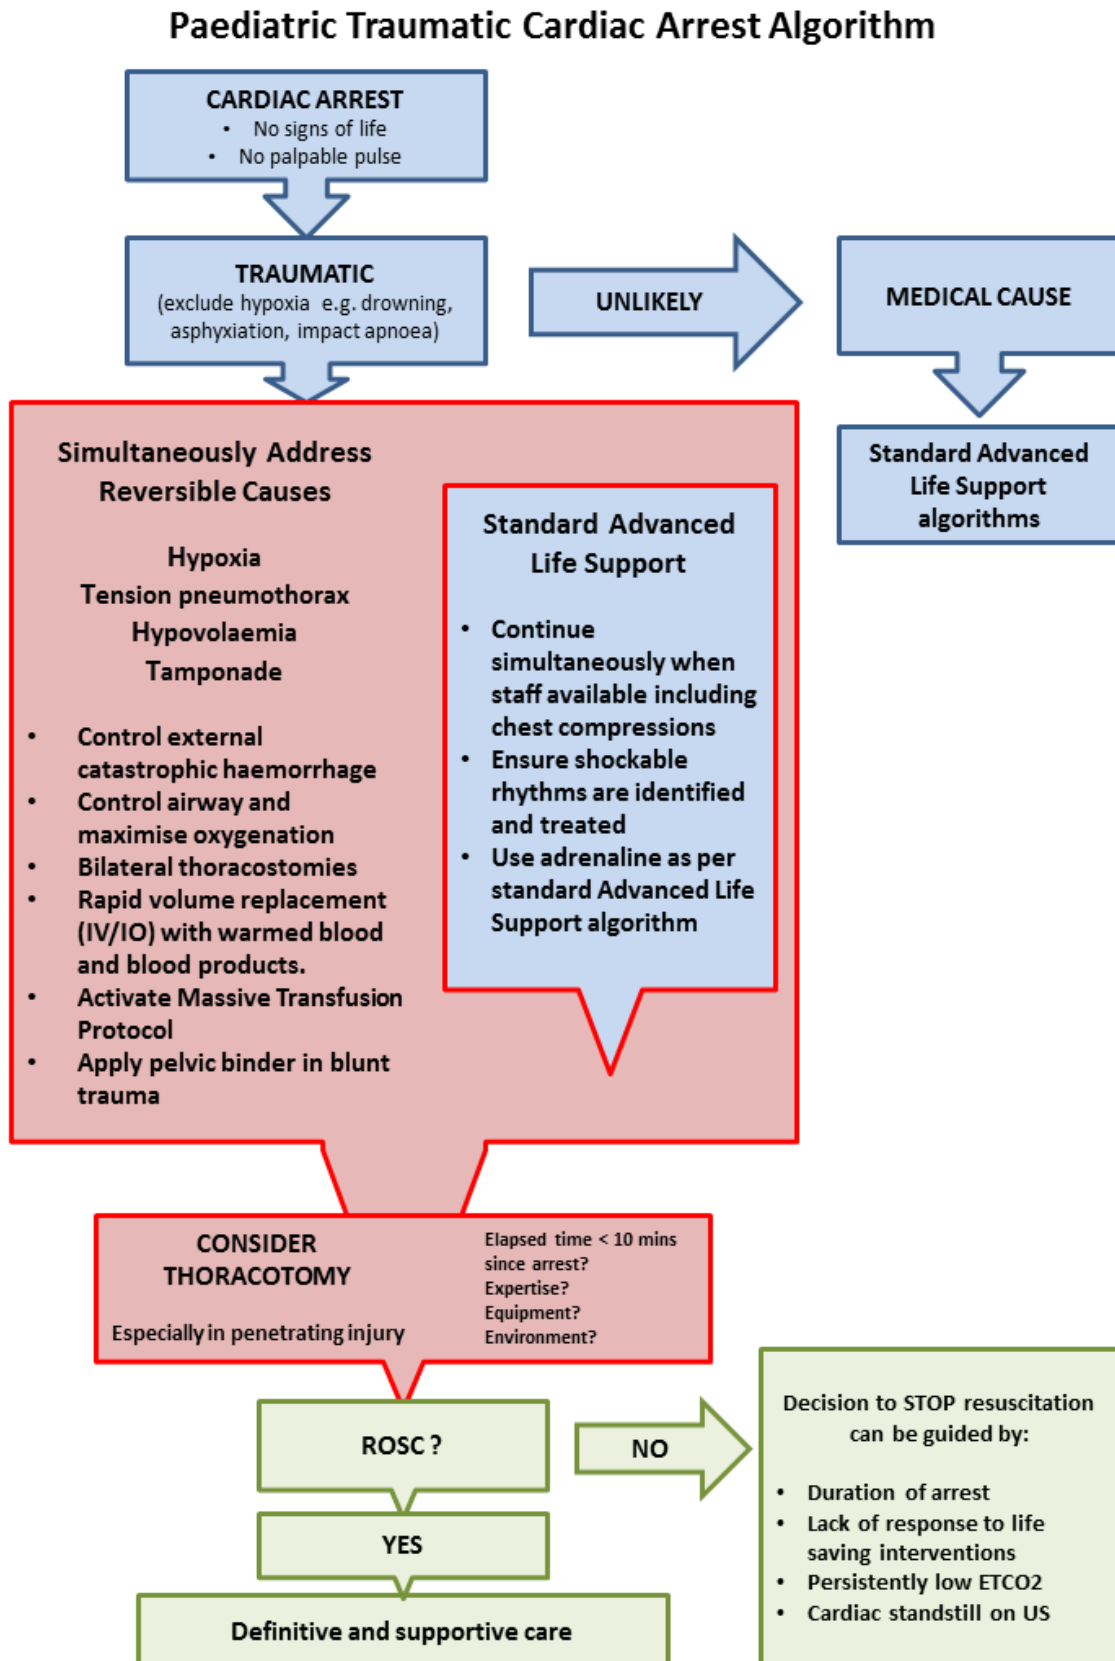 Paediatric Traumatic Cardiac Arrest Algorithm
CARDIAC ARREST
• No signs of life
• No palpable pulse
TRAUMATIC
(exclude hypoxia e.g. drowning,
asphyxiation, impact apnoea)
UNLIKELY
MEDICAL CAUSE
Standard Advanced
Life Support
algorithms
Simultaneously Address
Reversible Causes
Hypoxia
Tension pneumothorax
Hypovolaemia
Tamponade
• Control external
catastrophic haemorrhage
• Control airway and
maximise oxygenation
• Bilateral thoracostomies
• Rapid volume replacement
(IV/IO) with warmed blood
and blood products.
• Activate Massive Transfusion
Protocol
• Apply pelvic binder in blunt
trauma
Standard Advanced
Life Support
• Continue
simultaneously when
staff available including
chest compressions
• Ensure shockable
rhythms are identified
and treated
• Use adrenaline as per
standard Advanced Life
Support algorithm
CONSIDER
THORACOTOMY
Especially in penetrating injury
Elapsed time < 10 mins
since arrest?
Expertise?
Equipment?
Environment?
ROSC ?
NO
YES
Definitive and supportive care
Decision to STOP resuscitation
can be guided by:
• Duration of arrest
• Lack of response to life
saving interventions
• Persistently low ETCO2
• Cardiac standstill on US